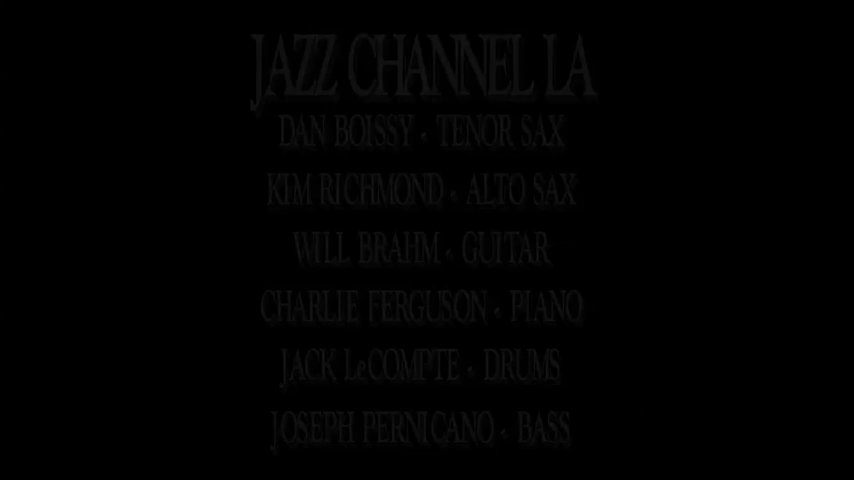 JAZZ CHANNEL LA
DAN BOISSY - TENOR SAX
KIM RICHMOND - ALTO SAX
WILL BRAHM - GUITAR
CHARLIE FERGUSON - PIANO
JACK LeCOMPTE - DRUMS
JOSEPH PERNICANO - BASS